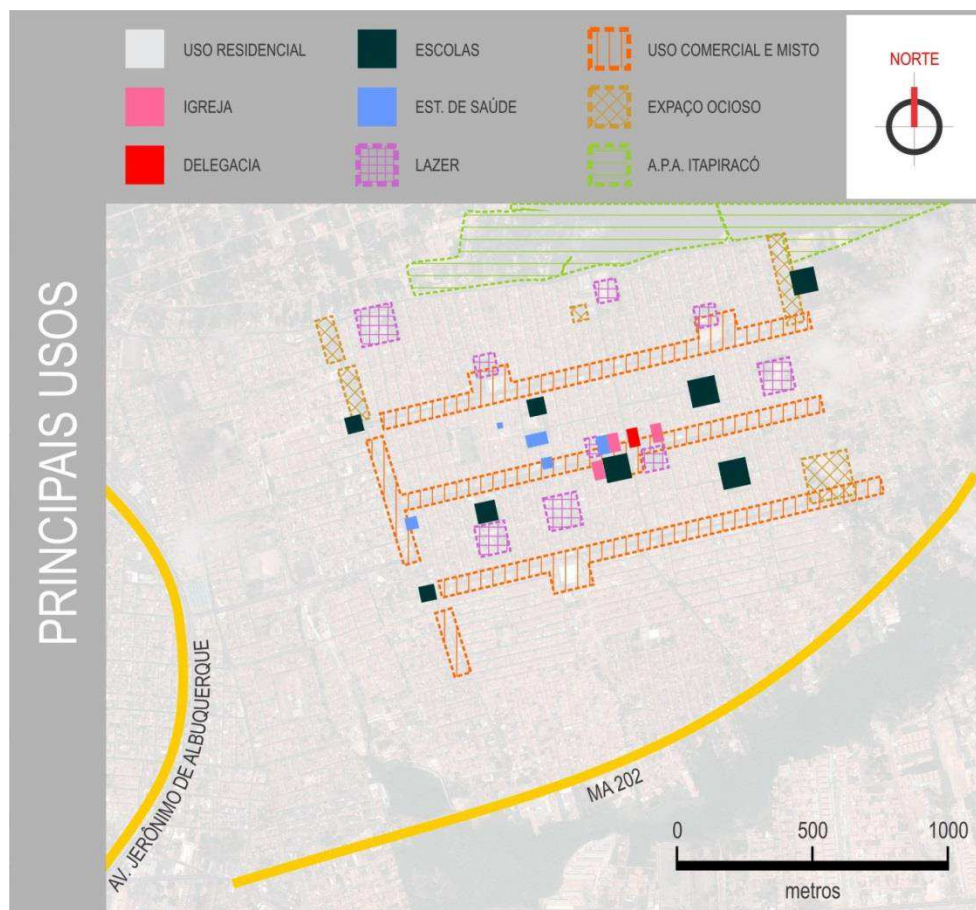 USO RESIDENCIAL
ESCOLAS
USO COMERCIAL E MISTO
IGREJA
EST. DE SAÚDE
EXPAÇO OCIOSO
DELEGACIA
LAZER
A.P.A. ITAPIRACÓ
NORTE
PRINCIPAIS USOS
AV. JERÔNIMO DE ALBUQUERQUE
MA 202
0 500 1000
metros